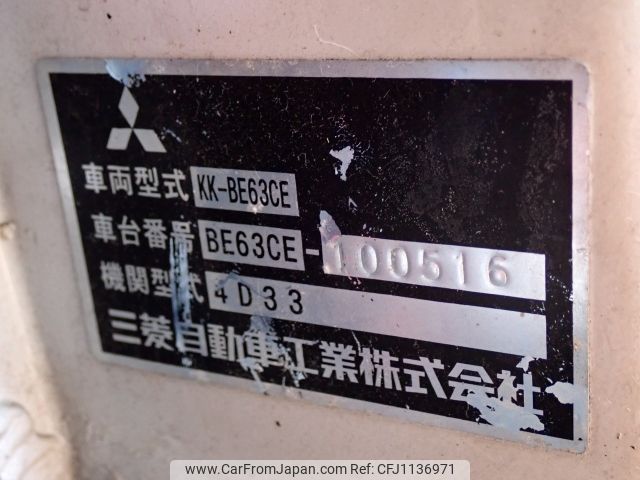 車両型式 KK-BE63CE
車台番号 BE63CE-100516
機関型式 4D33
三菱自動車工業株式会社
www.CarFromJapan.com | CFJ1136971